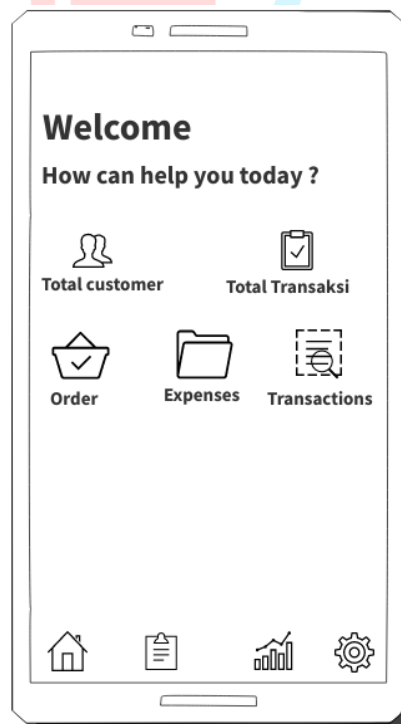 Welcome
How can help you today ?
Total customer
Total Transaksi
Order
Expenses
Transactions